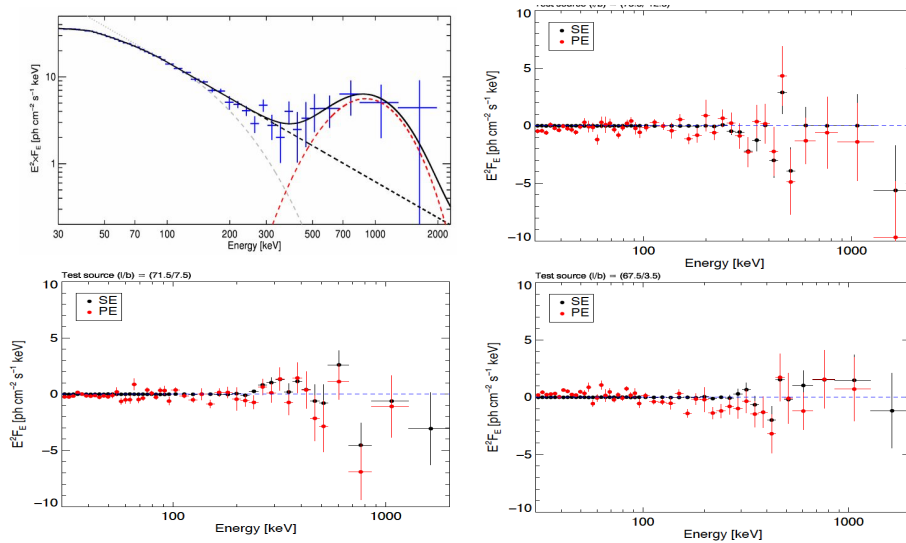 E²×F_E [ph cm⁻² s⁻¹ keV]
10
1
30 50 70 100 200 300 500 700 1000 2000
Energy [keV]
SE
PE
E²F_E [ph cm⁻² s⁻¹ keV]
10
5
0
−5
−10
100 1000
Energy [keV]
Test source (l/b) = (71.5/7.5)
SE
PE
E²F_E [ph cm⁻² s⁻¹ keV]
10
5
0
−5
−10
100 1000
Energy [keV]
Test source (l/b) = (67.5/3.5)
SE
PE
E²F_E [ph cm⁻² s⁻¹ keV]
10
5
0
−5
−10
100 1000
Energy [keV]